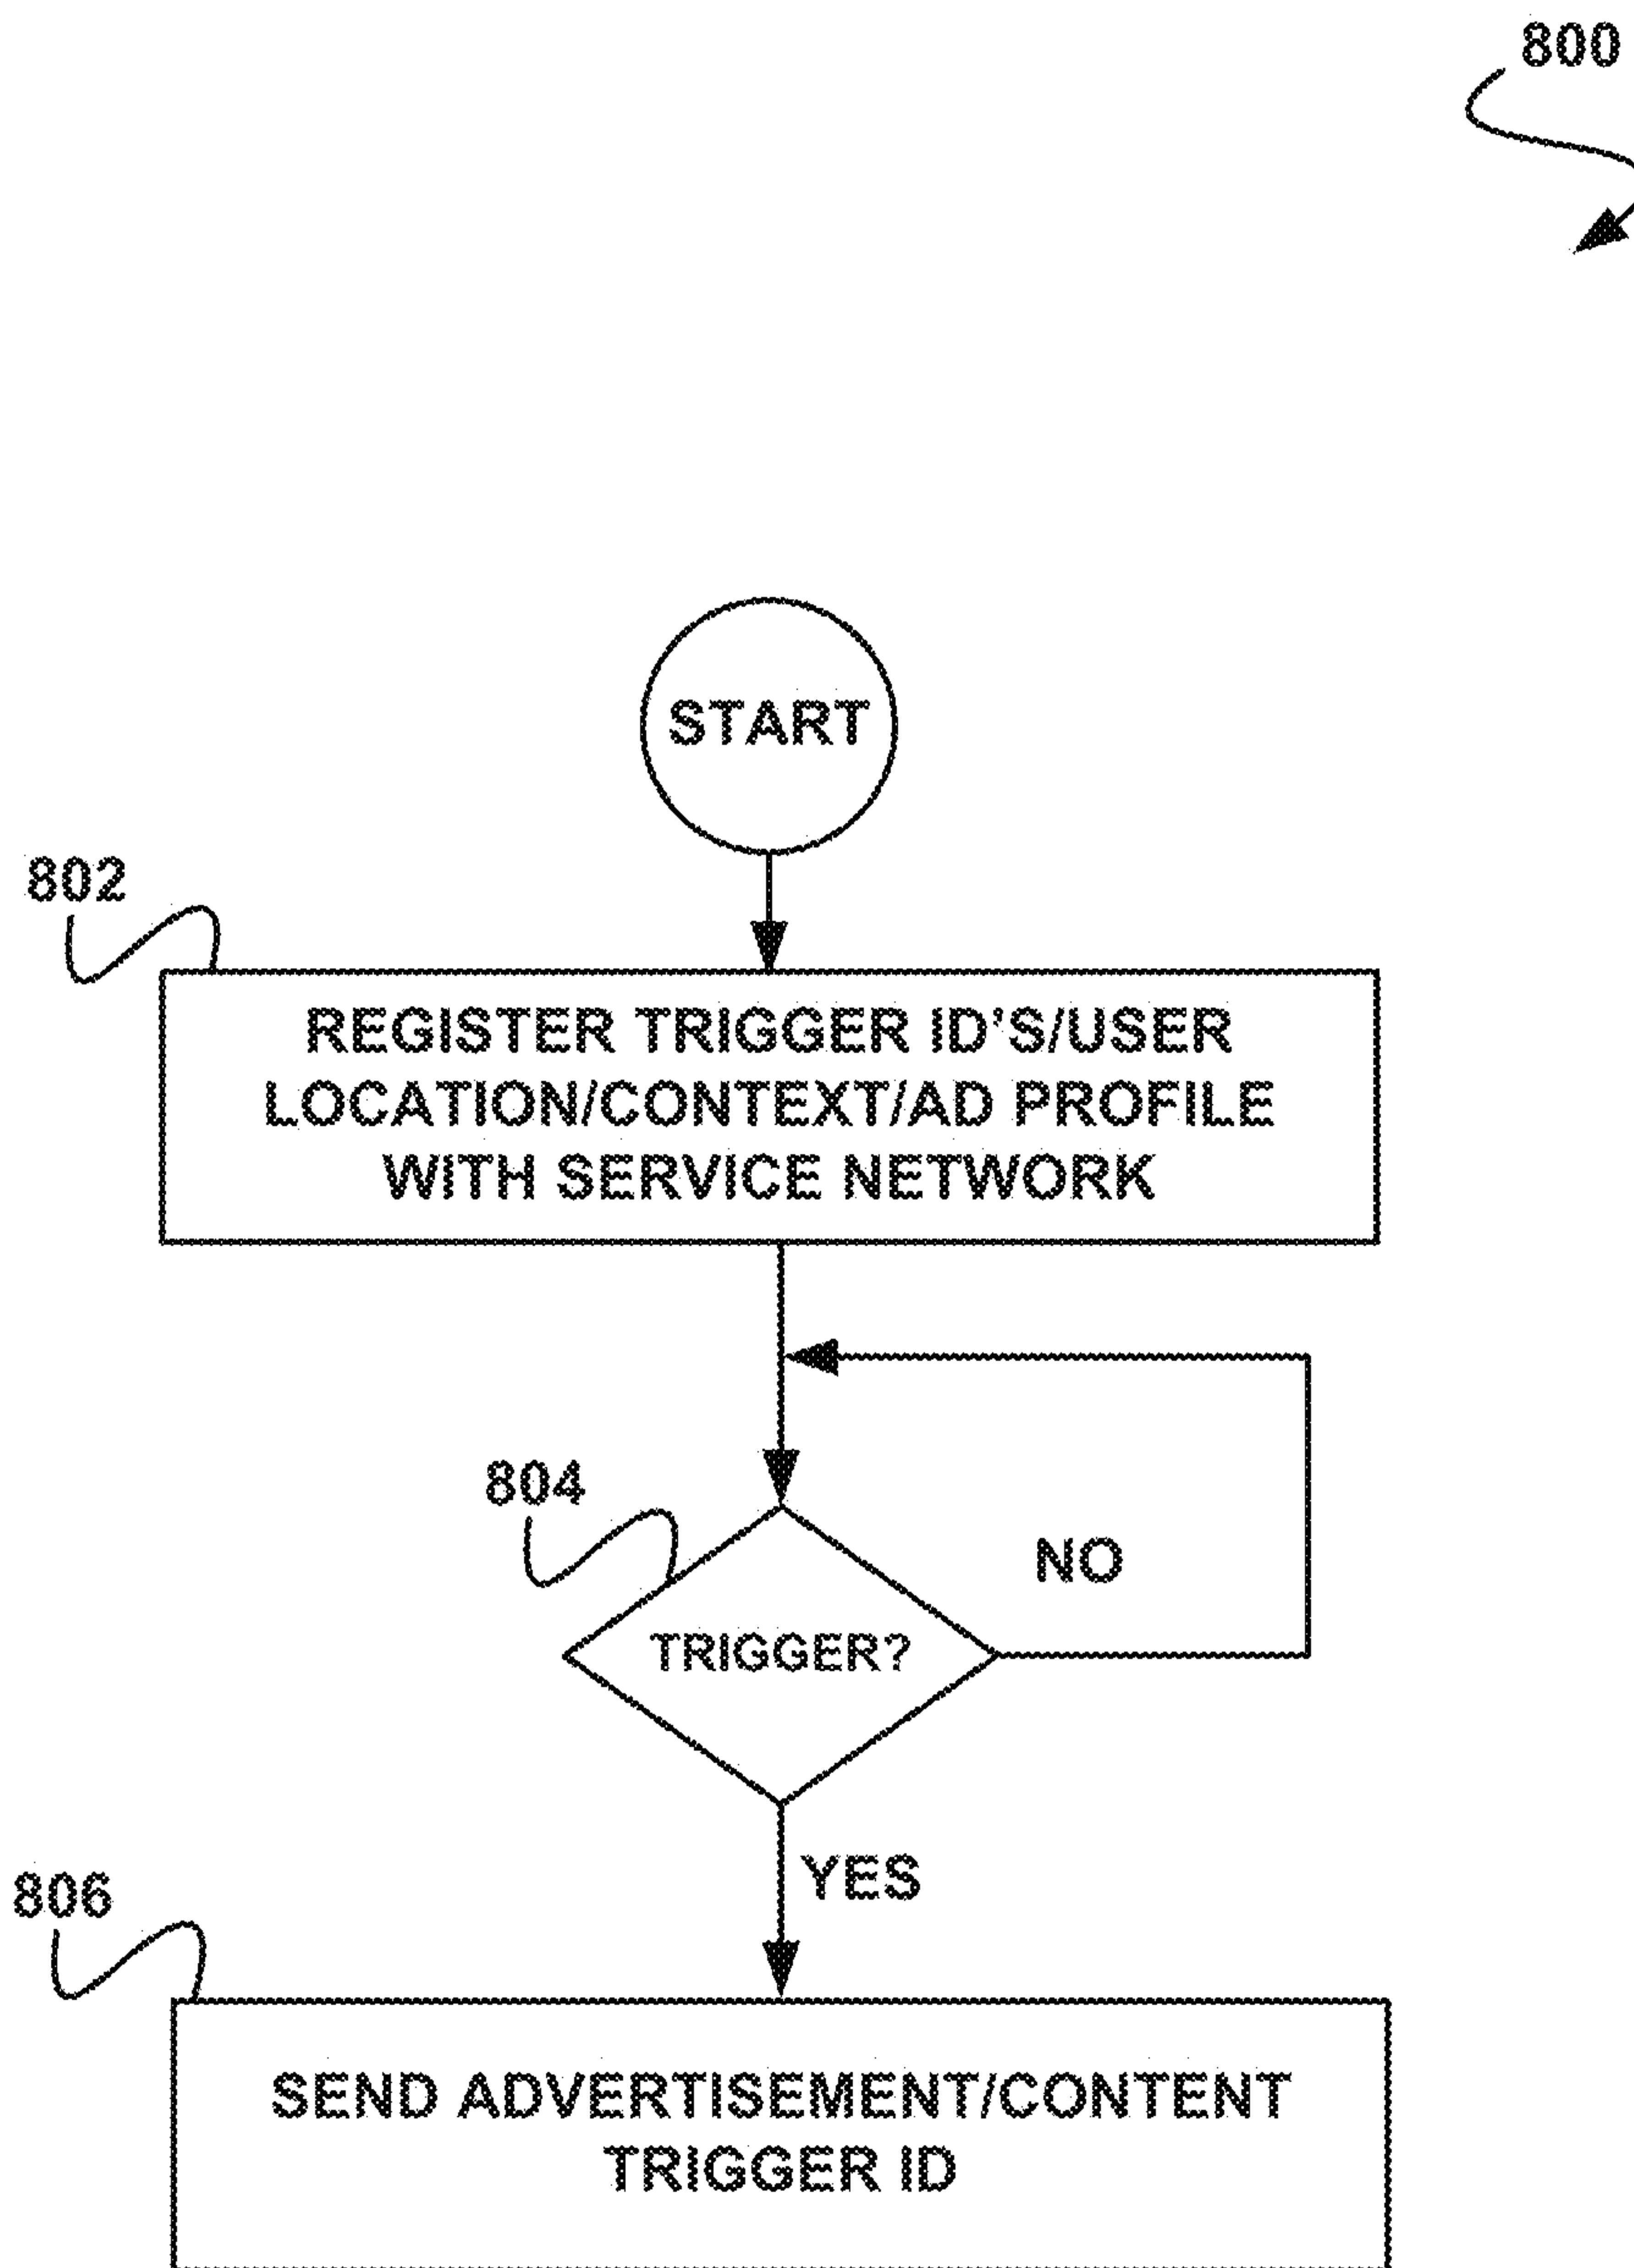 800
START
802
REGISTER TRIGGER ID'S/USER
LOCATION/CONTEXT/AD PROFILE
WITH SERVICE NETWORK
804
NO
TRIGGER?
YES
806
SEND ADVERTISEMENT/CONTENT
TRIGGER ID